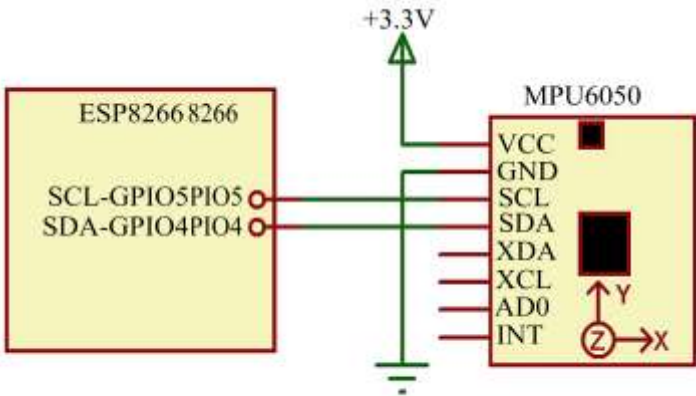 +3.3V
ESP8266 8266
SCL-GPIO5PIO5
SDA-GPIO4PIO4
MPU6050
VCC
GND
SCL
SDA
XDA
XCL
AD0
INT
Y
Z
X